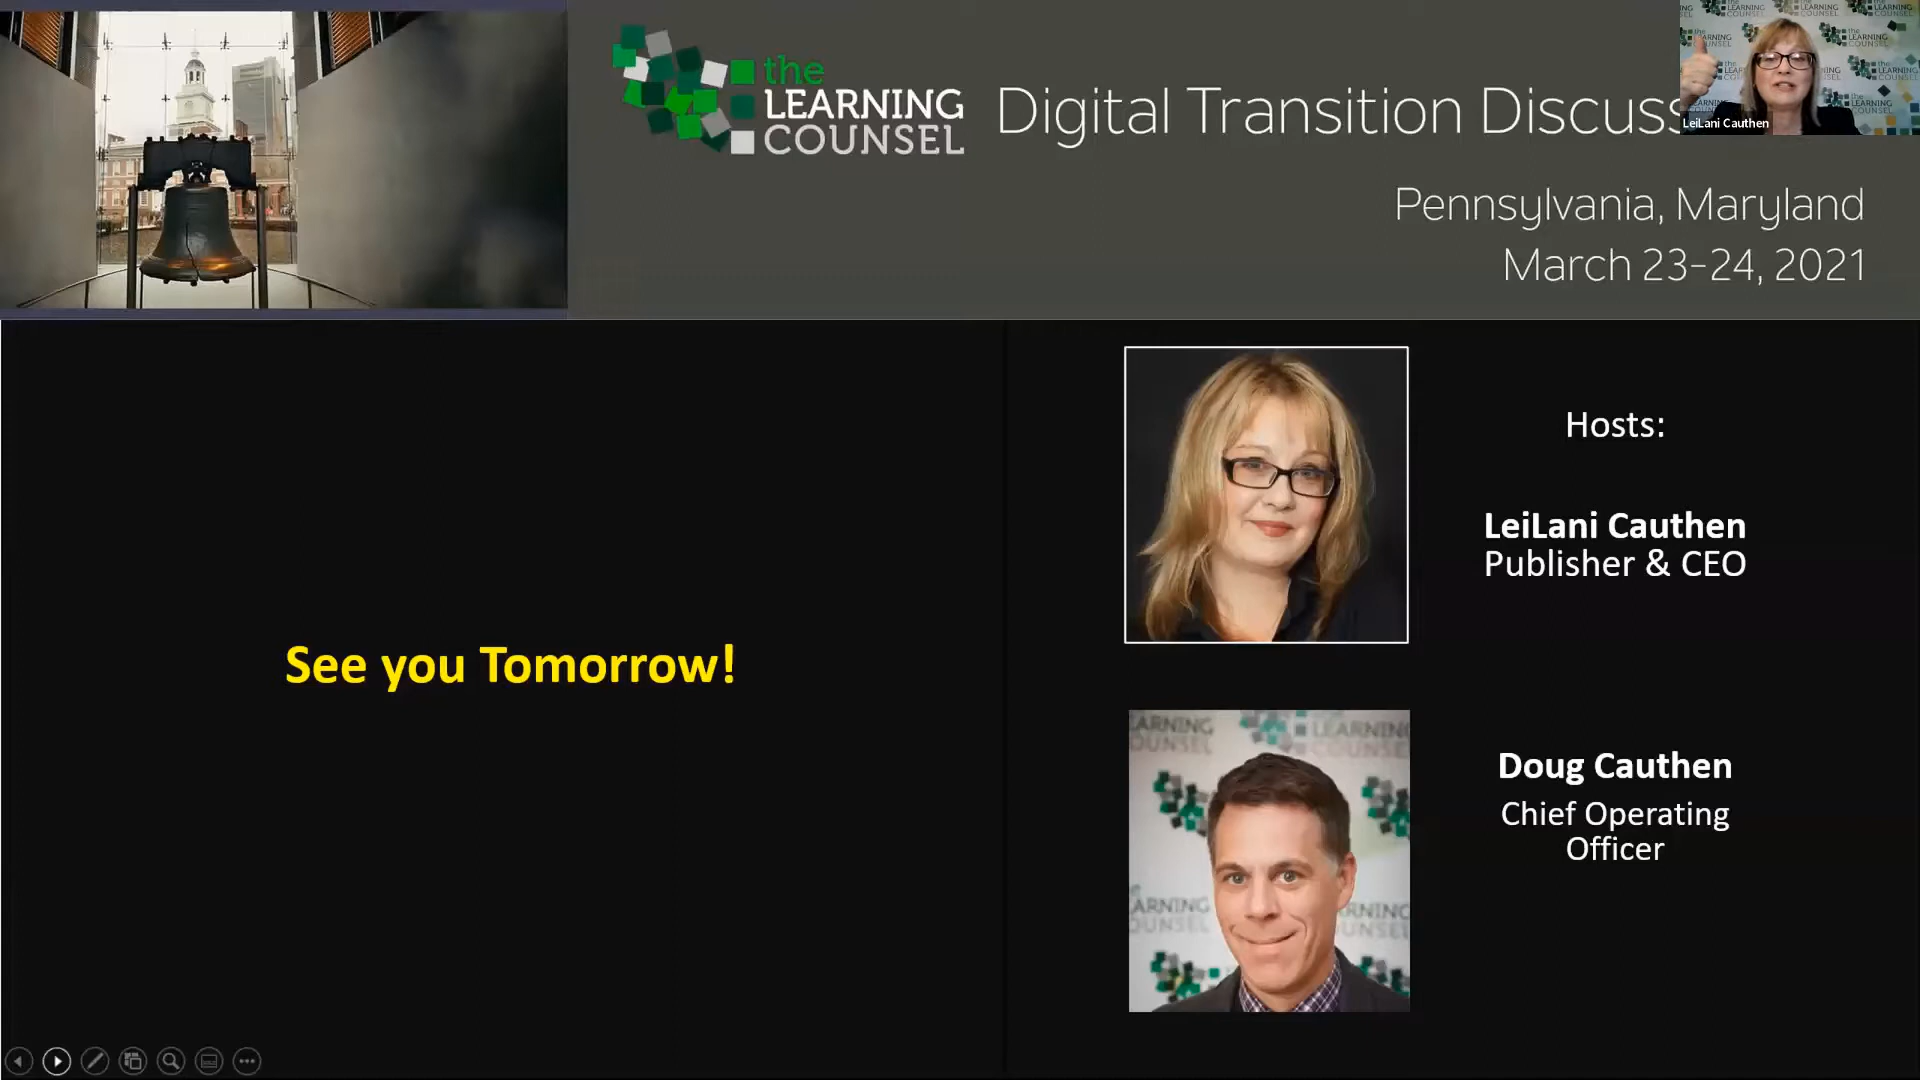 the
LEARNING
COUNSEL
Digital Transition Discuss
Pennsylvania, Maryland
March 23-24, 2021
LeiLani Cauthen
See you Tomorrow!
Hosts:
LeiLani Cauthen
Publisher & CEO
Doug Cauthen
Chief Operating
Officer